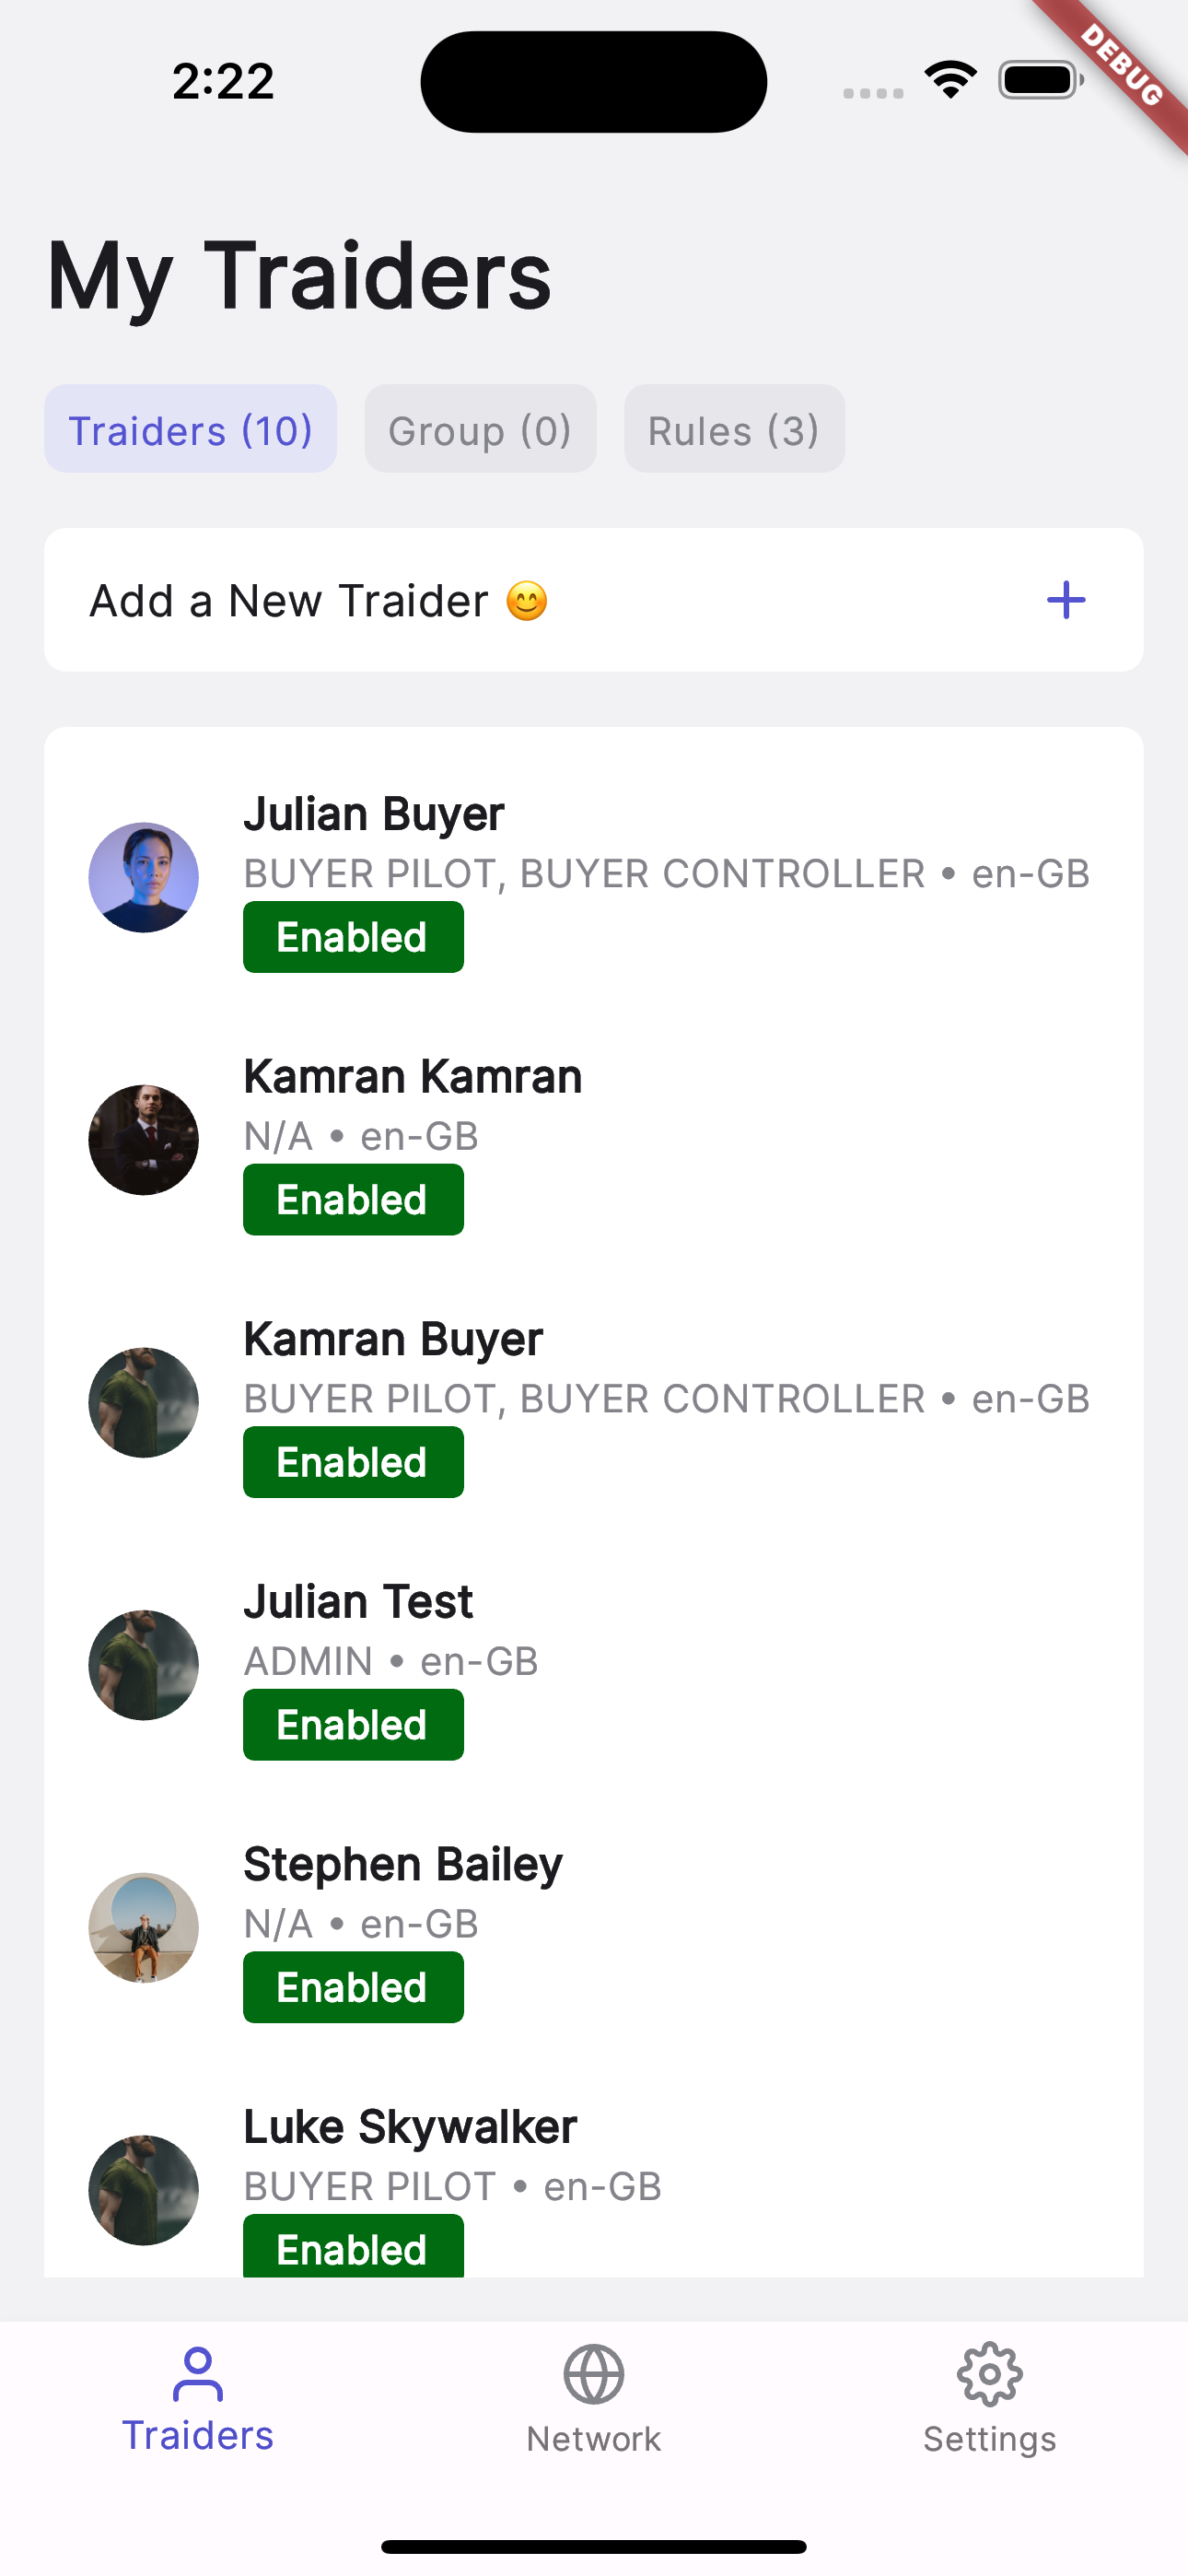 2:22
DEBUG
My Traiders
Traiders (10) Group (0) Rules (3)
Add a New Traider 😊 +
Julian Buyer
BUYER PILOT, BUYER CONTROLLER • en-GB
Enabled
Kamran Kamran
N/A • en-GB
Enabled
Kamran Buyer
BUYER PILOT, BUYER CONTROLLER • en-GB
Enabled
Julian Test
ADMIN • en-GB
Enabled
Stephen Bailey
N/A • en-GB
Enabled
Luke Skywalker
BUYER PILOT • en-GB
Enabled
Traiders Network Settings